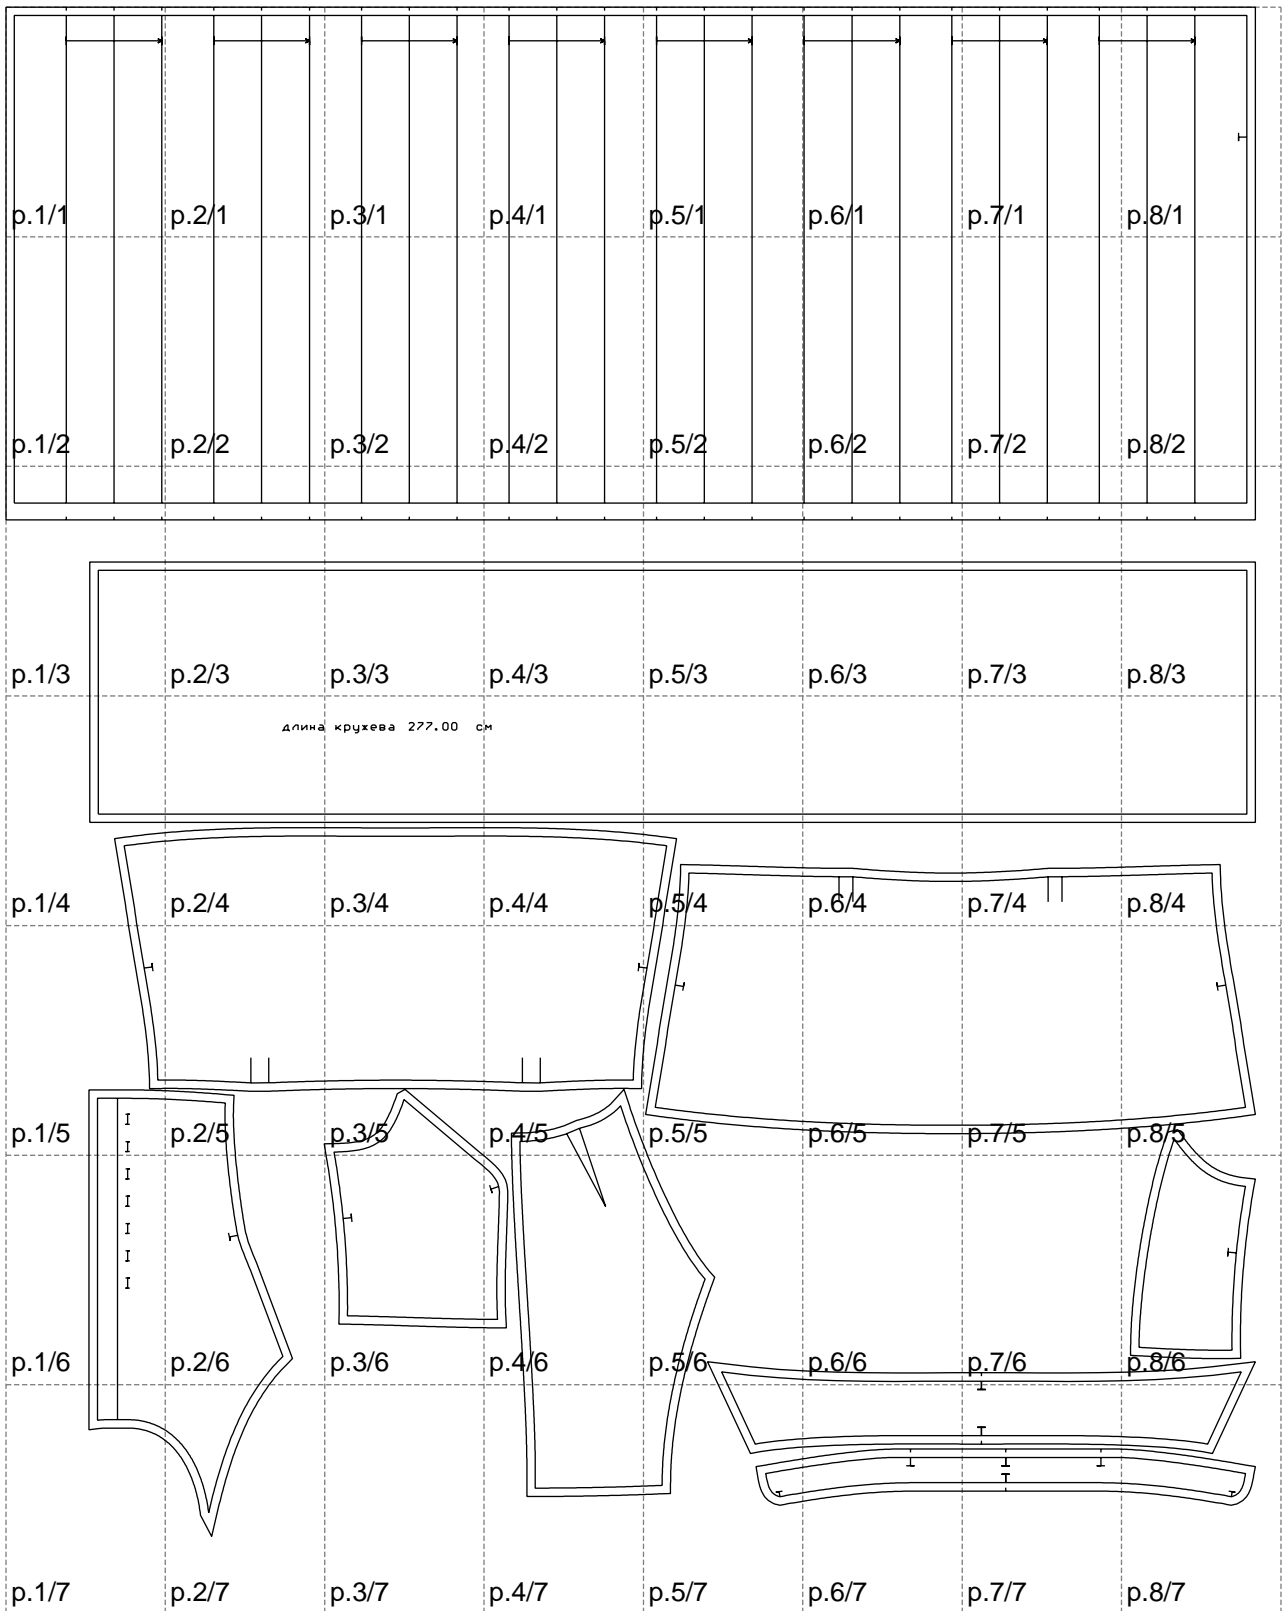 p.1/1 p.2/1 p.3/1 p.4/1 p.5/1 p.6/1 p.7/1 p.8/1
p.1/2 p.2/2 p.3/2 p.4/2 p.5/2 p.6/2 p.7/2 p.8/2
p.1/3 p.2/3 p.3/3 p.4/3 p.5/3 p.6/3 p.7/3 p.8/3
длина кружева 277.00 см
p.1/4 p.2/4 p.3/4 p.4/4 p.5/4 p.6/4 p.7/4 p.8/4
p.1/5 p.2/5 p.3/5 p.4/5 p.5/5 p.6/5 p.7/5 p.8/5
p.1/6 p.2/6 p.3/6 p.4/6 p.5/6 p.6/6 p.7/6 p.8/6
p.1/7 p.2/7 p.3/7 p.4/7 p.5/7 p.6/7 p.7/7 p.8/7